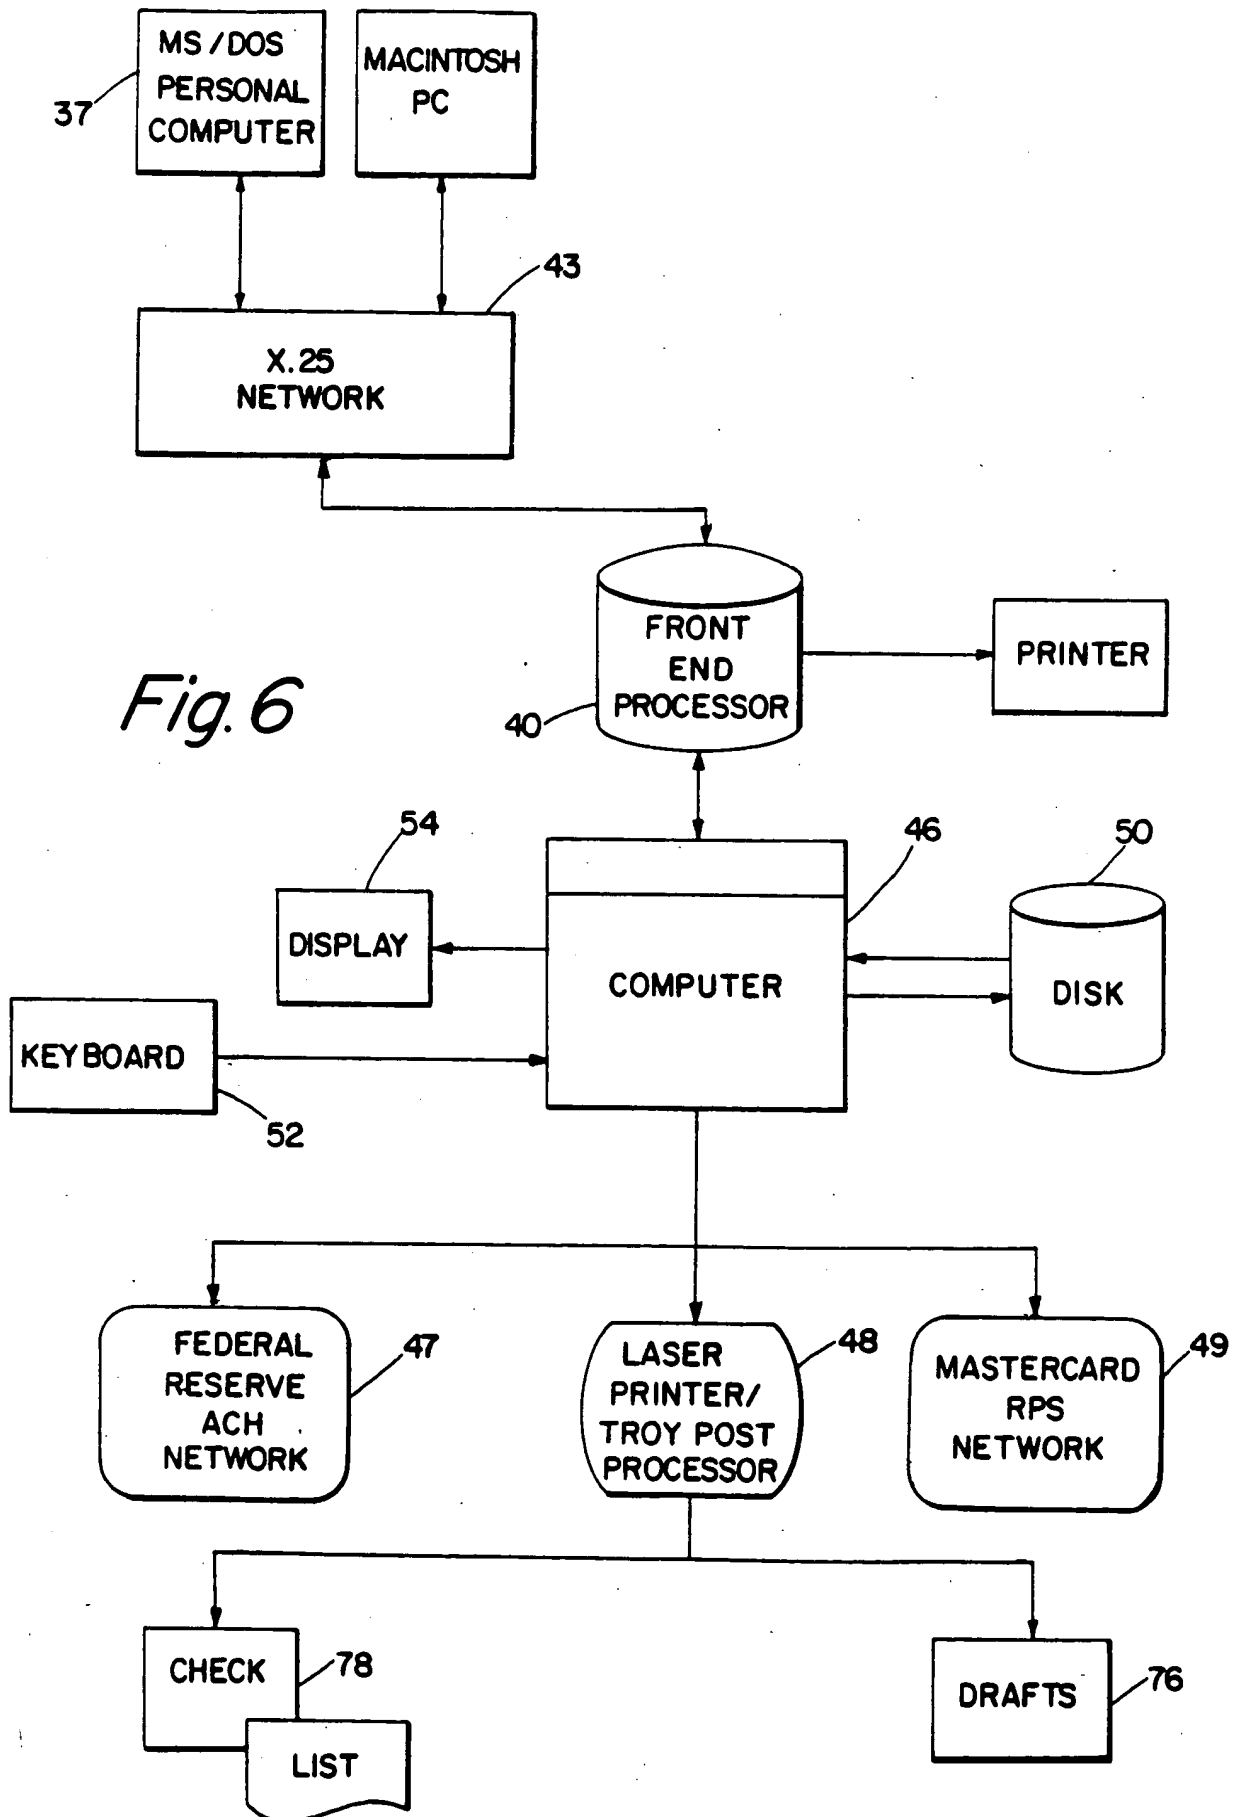 MS/DOS
PERSONAL
COMPUTER
MACINTOSH
PC
37
43
X.25
NETWORK
FRONT
END
PROCESSOR
40
PRINTER
Fig. 6
54
46
50
DISPLAY
COMPUTER
DISK
KEYBOARD
52
FEDERAL
RESERVE
ACH
NETWORK
47
LASER
PRINTER/
TROY POST
PROCESSOR
48
MASTERCARD
RPS
NETWORK
49
CHECK
78
LIST
DRAFTS
76